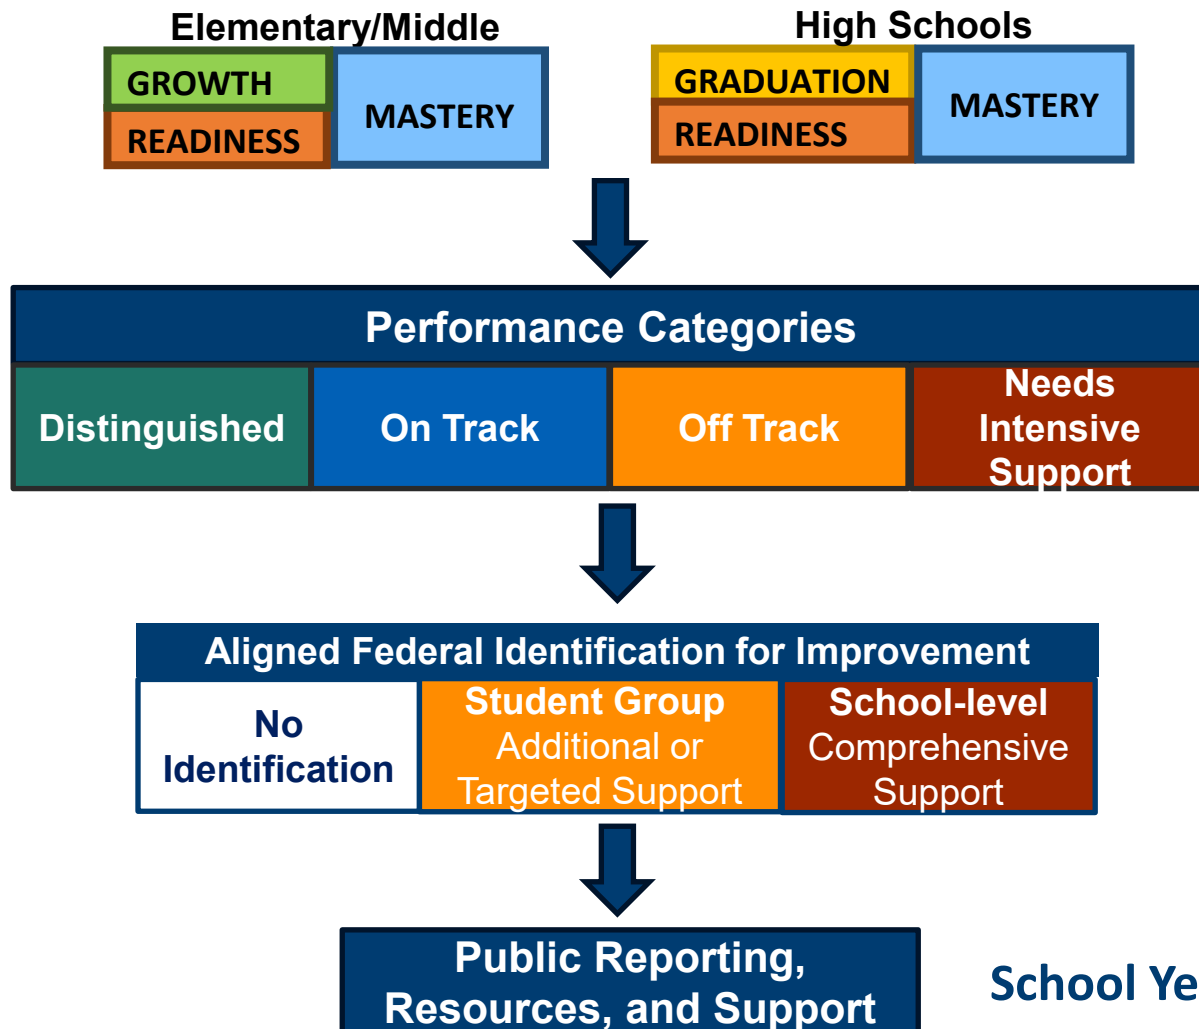 Elementary/Middle
GROWTH
READINESS
MASTERY
High Schools
GRADUATION
READINESS
MASTERY
Performance Categories
Distinguished
On Track
Off Track
Needs
Intensive
Support
Aligned Federal Identification for Improvement
No
Identification
Student Group
Additional or
Targeted Support
School-level
Comprehensive
Support
Public Reporting,
Resources, and Support
School Ye